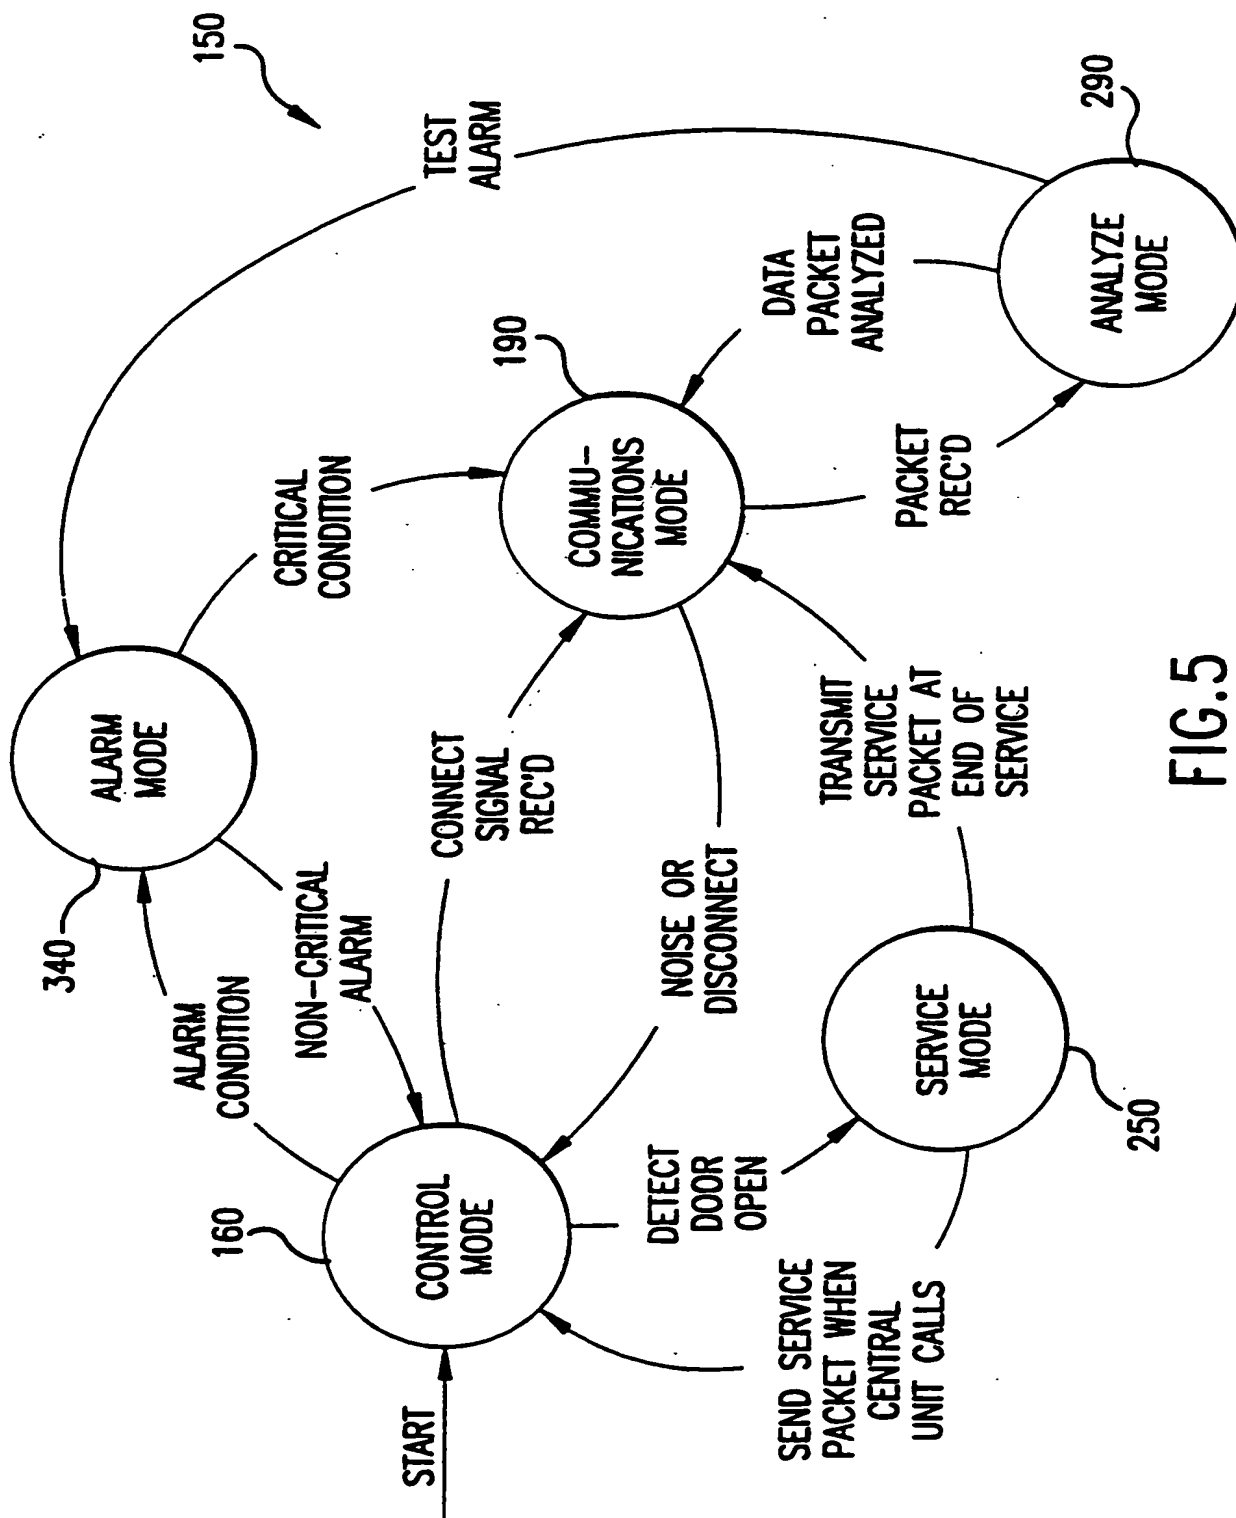 150
TEST
ALARM
340
ALARM
MODE
ALARM
CONDITION
NON-CRITICAL
ALARM
CRITICAL
CONDITION
190
COMMU-
NICATIONS
MODE
CONNECT
SIGNAL
REC'D
NOISE OR
DISCONNECT
160
CONTROL
MODE
START
DETECT
DOOR
OPEN
SEND SERVICE
PACKET WHEN
CENTRAL
UNIT CALLS
SERVICE
MODE
250
TRANSMIT
SERVICE
PACKET AT
END OF
SERVICE
PACKET
REC'D
DATA
PACKET
ANALYZED
290
ANALYZE
MODE
FIG.5